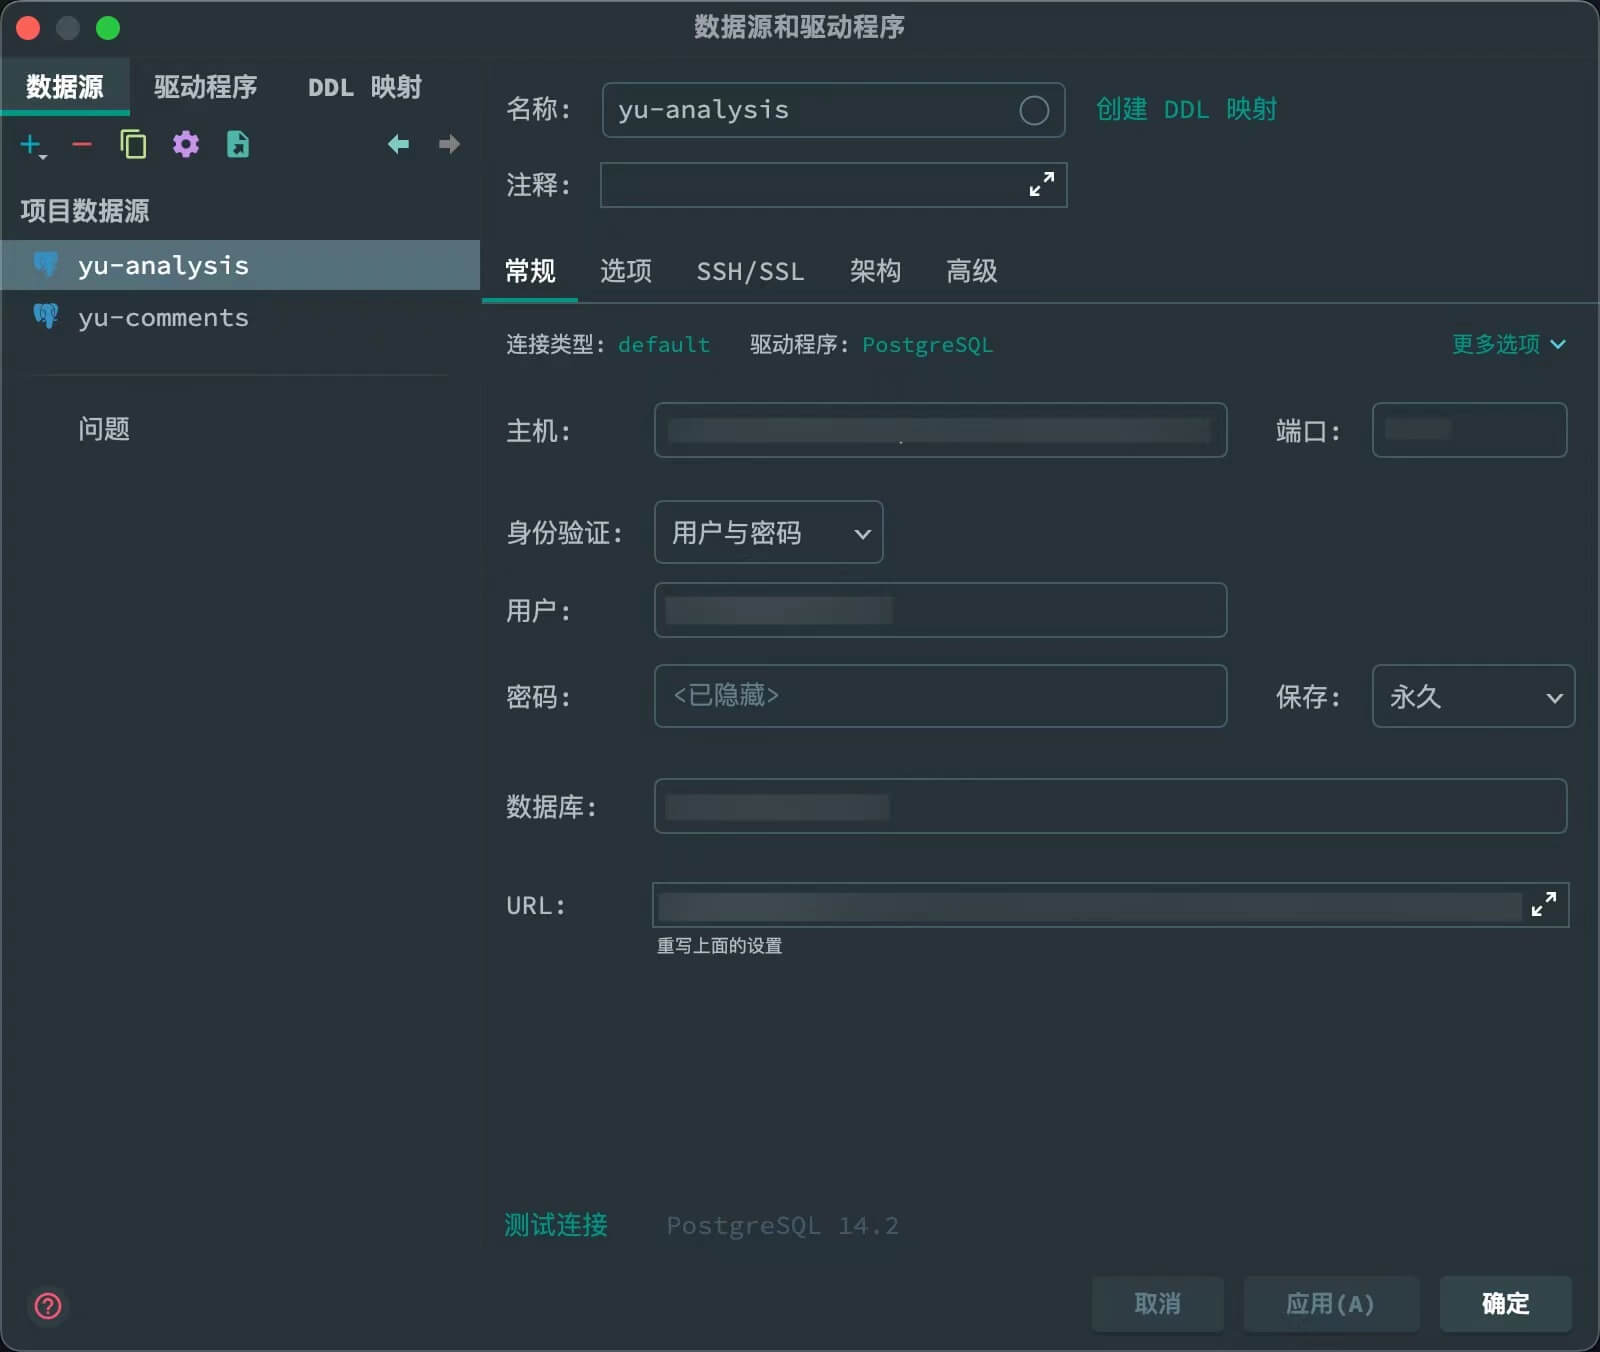 数据源和驱动程序
数据源 驱动程序 DDL 映射
项目数据源
yu-analysis
yu-comments
问题
名称: yu-analysis 创建 DDL 映射
注释:
常规 选项 SSH/SSL 架构 高级
连接类型: default 驱动程序: PostgreSQL 更多选项
主机: 端口:
身份验证: 用户与密码
用户:
密码: <已隐藏> 保存: 永久
数据库:
URL:
重写上面的设置
测试连接 PostgreSQL 14.2
? 取消 应用(A) 确定